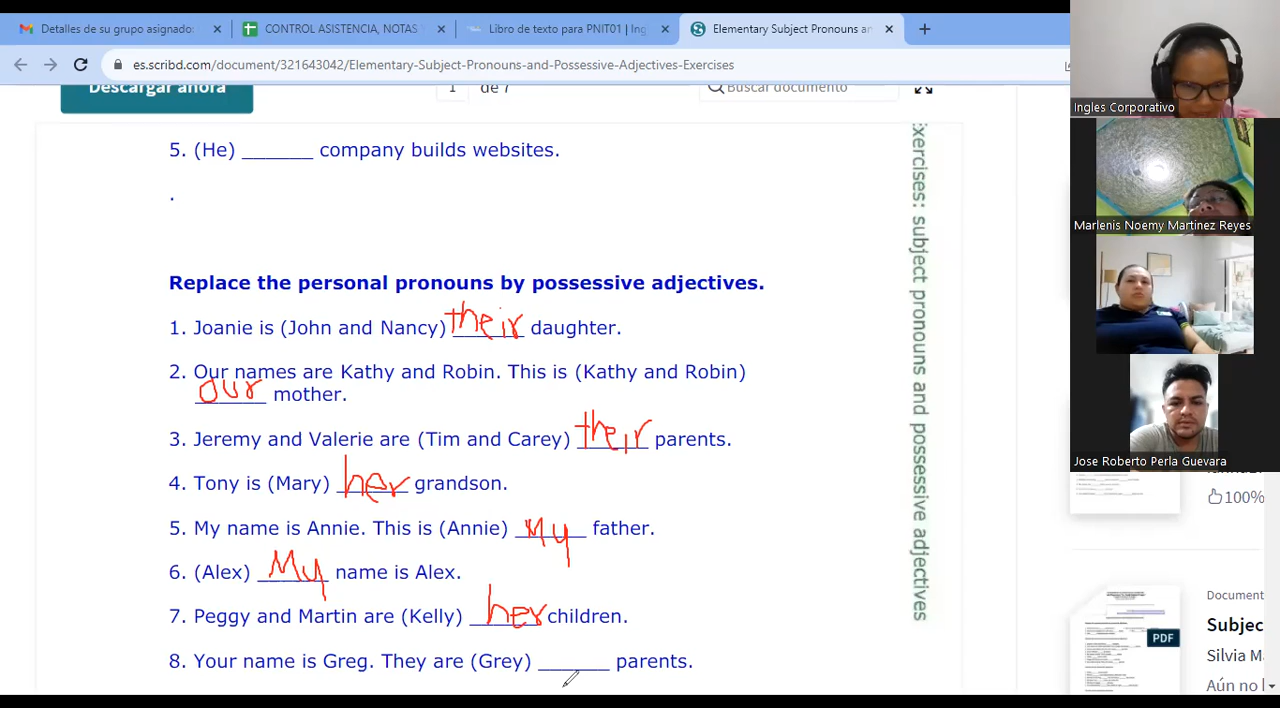 Detalles de su grupo asignado:
CONTROL ASISTENCIA, NOTAS Y
Libro de texto para PNIT01 | Ing
Elementary Subject Pronouns an
es.scribd.com/document/321643042/Elementary-Subject-Pronouns-and-Possessive-Adjectives-Exercises
Descargar ahora
1 de 7
Buscar documento
5. (He) ______ company builds websites.
.
Replace the personal pronouns by possessive adjectives.
1. Joanie is (John and Nancy) their daughter.
2. Our names are Kathy and Robin. This is (Kathy and Robin)
our mother.
3. Jeremy and Valerie are (Tim and Carey) their parents.
4. Tony is (Mary) her grandson.
5. My name is Annie. This is (Annie) My father.
6. (Alex) My name is Alex.
7. Peggy and Martin are (Kelly) her children.
8. Your name is Greg. They are (Grey) ______ parents.
Exercises: subject pronouns and possessive adjectives
Ingles Corporativo
Marlenis Noemy Martinez Reyes
Jose Roberto Perla Guevara
100%
Document
Subjec
PDF
Silvia M
Aún no